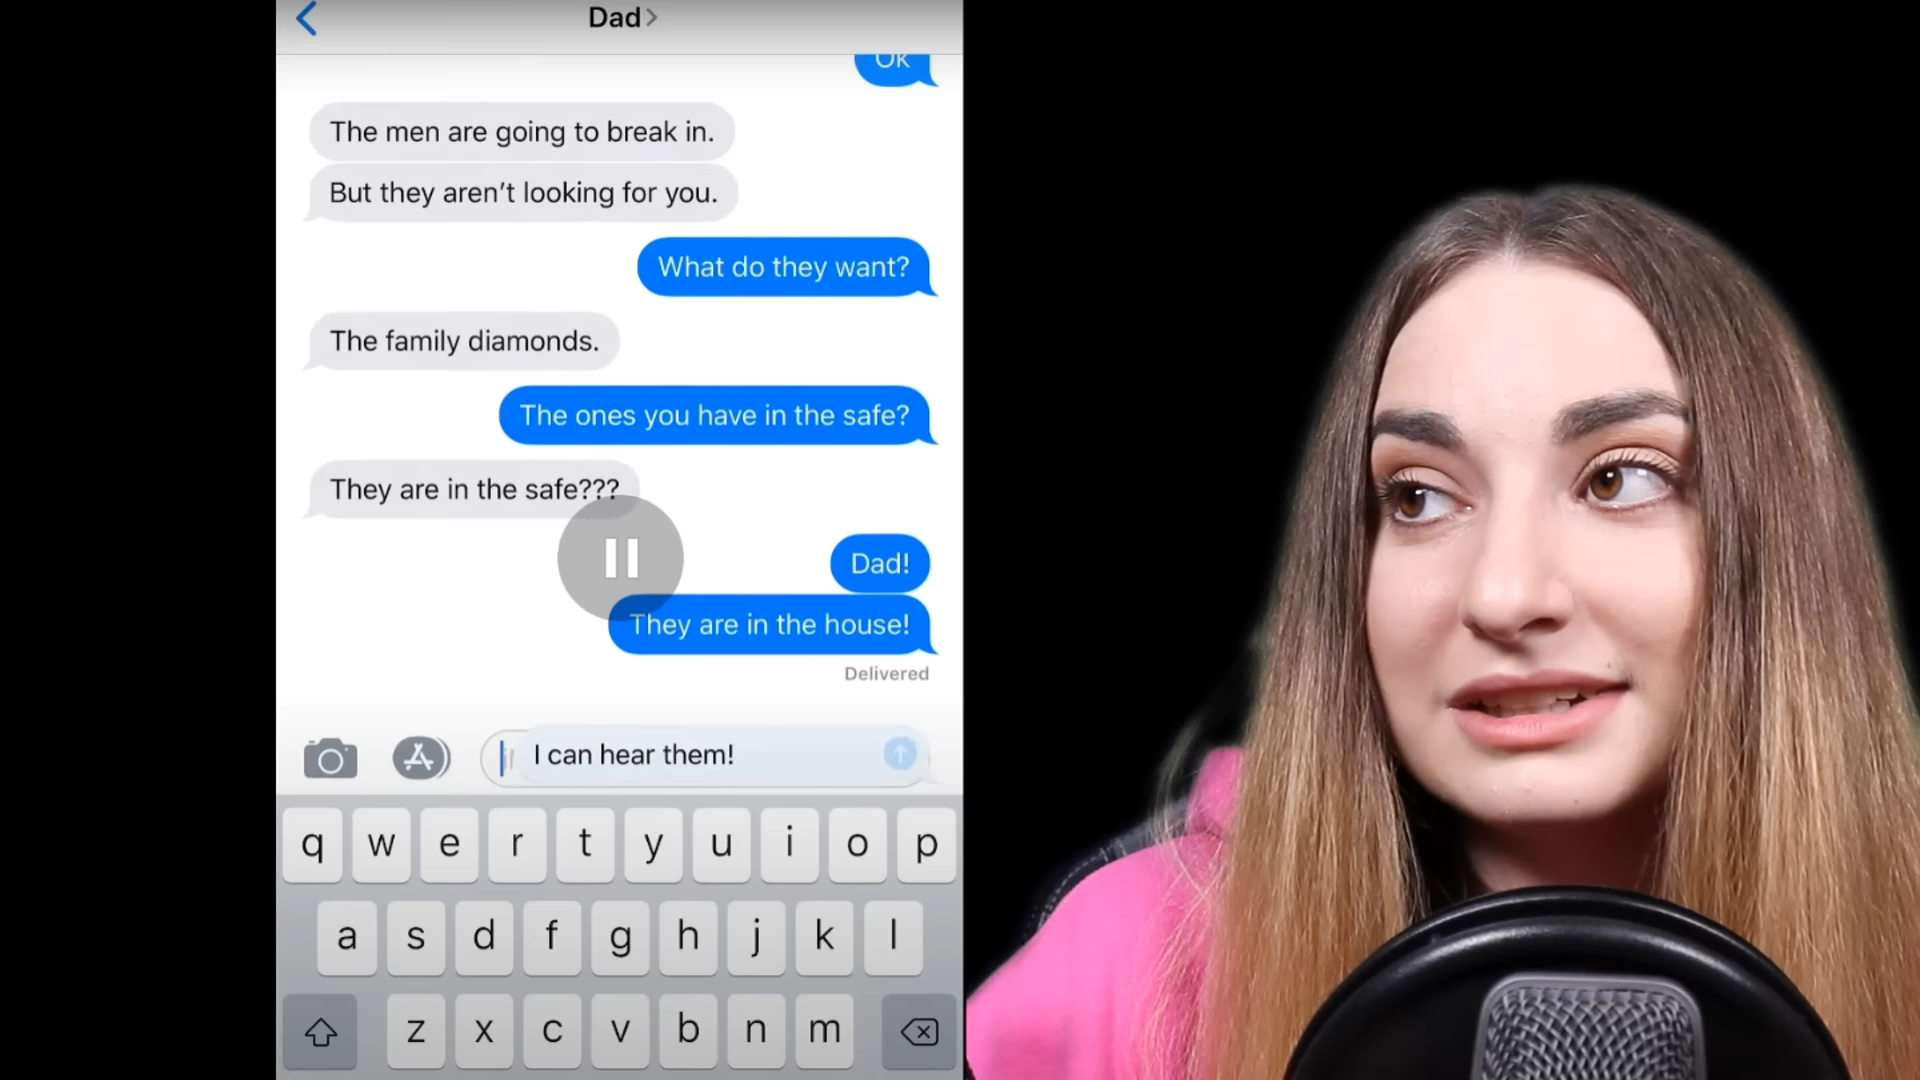 Dad
Ok
The men are going to break in.
But they aren't looking for you.
What do they want?
The family diamonds.
The ones you have in the safe?
They are in the safe???
Dad!
They are in the house!
Delivered
I can hear them!
q w e r t y u i o p
a s d f g h j k l
z x c v b n m